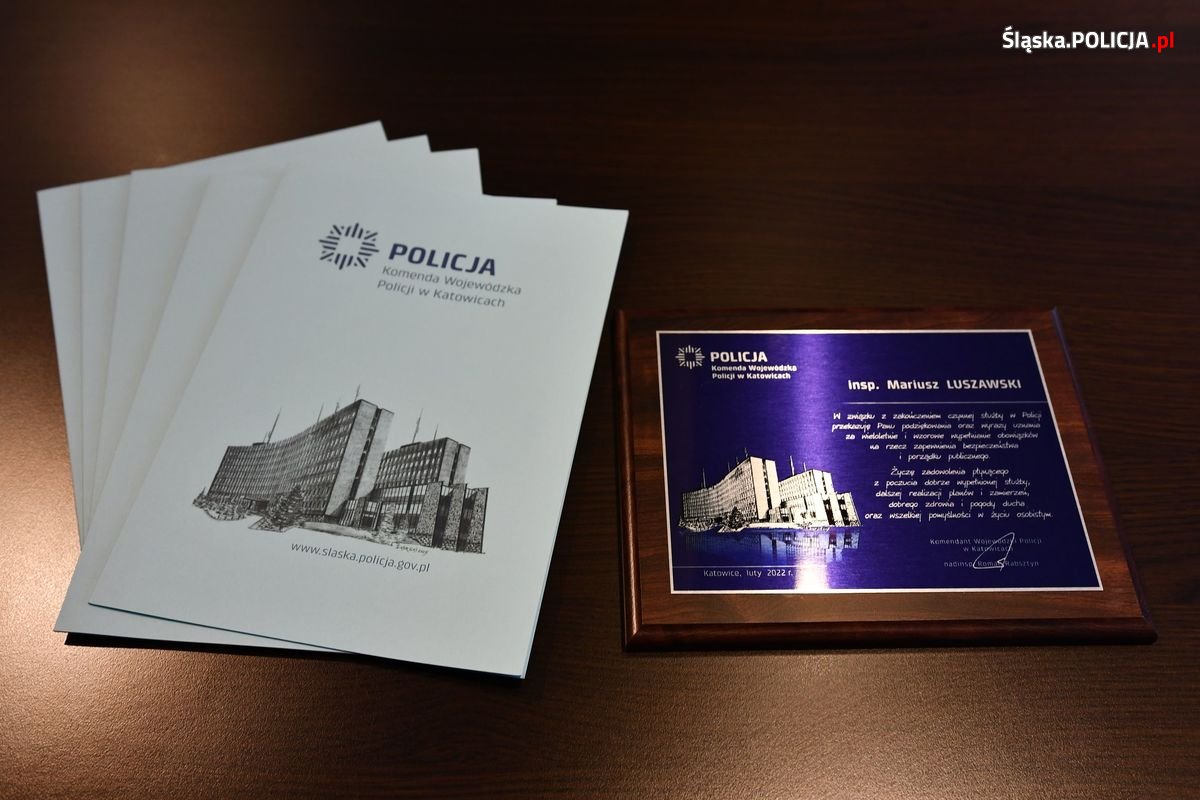 Śląska.POLICJA.pl
POLICJA
Komenda Wojewódzka
Policji w Katowicach
www.slaska.policja.gov.pl
POLICJA
Komenda Wojewódzka
Policji w Katowicach
insp. Mariusz LUSZAWSKI
W związku z zakończeniem czynnej służby w Policji
przekazuję Panu podziękowania oraz wyrazy uznania
za wieloletnie i wzorowe wypełnianie obowiązków
na rzecz zapewnienia bezpieczeństwa
i porządku publicznego.
Życzę zadowolenia płynącego
z poczucia dobrze wypełnionej służby,
dalszej realizacji planów i zamierzeń,
dobrego zdrowia i pogody ducha
oraz wszelkiej pomyślności w życiu osobistym.
Komendant Wojewódzki Policji
w Katowicach
nadinsp. Roman Rabsztyn
Katowice, luty 2022 r.